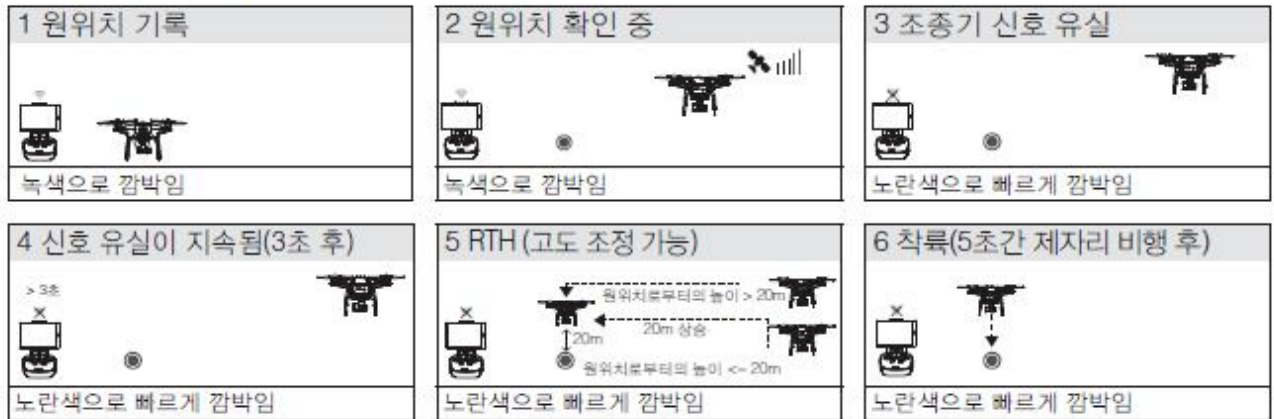 1 원위치 기록
녹색으로 깜박임
2 원위치 확인 중
녹색으로 깜박임
3 조종기 신호 유실
노란색으로 빠르게 깜박임
4 신호 유실이 지속됨(3초 후)
> 3초
노란색으로 빠르게 깜박임
5 RTH (고도 조정 가능)
원위치로부터의 높이 > 20m
20m 상승
20m
원위치로부터의 높이 <= 20m
노란색으로 빠르게 깜박임
6 착륙(5초간 제자리 비행 후)
노란색으로 빠르게 깜박임